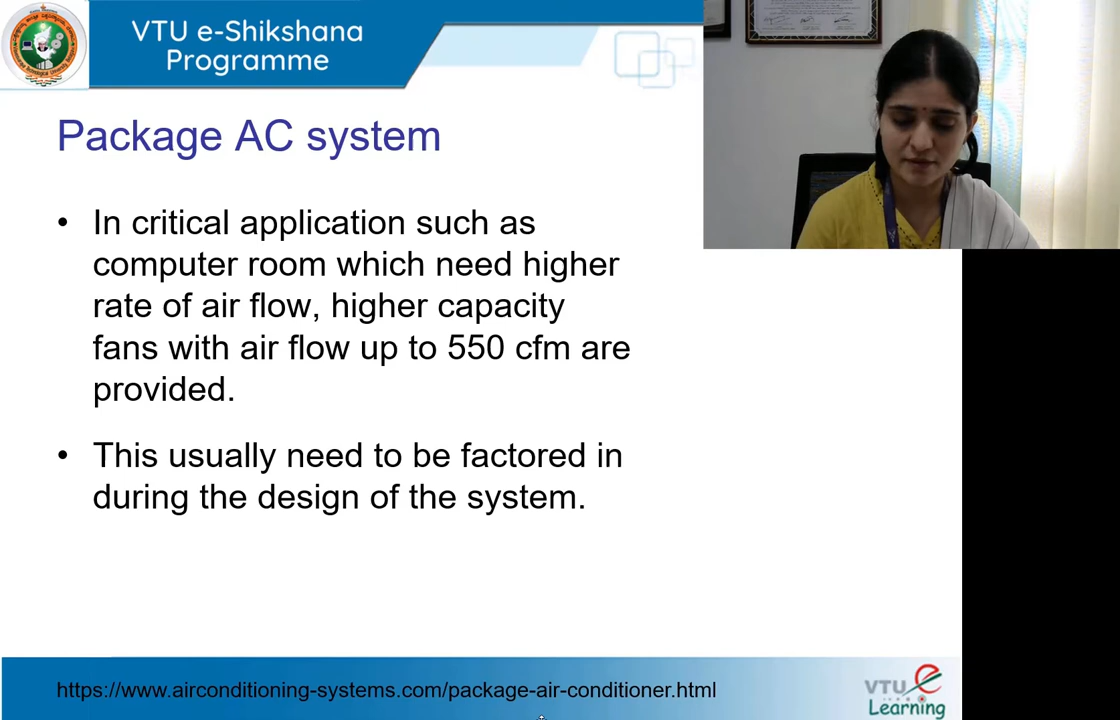 VTU e-Shikshana
Programme
Package AC system
• In critical application such as
computer room which need higher
rate of air flow, higher capacity
fans with air flow up to 550 cfm are
provided.
• This usually need to be factored in
during the design of the system.
https://www.airconditioning-systems.com/package-air-conditioner.html
VTU e
Learning